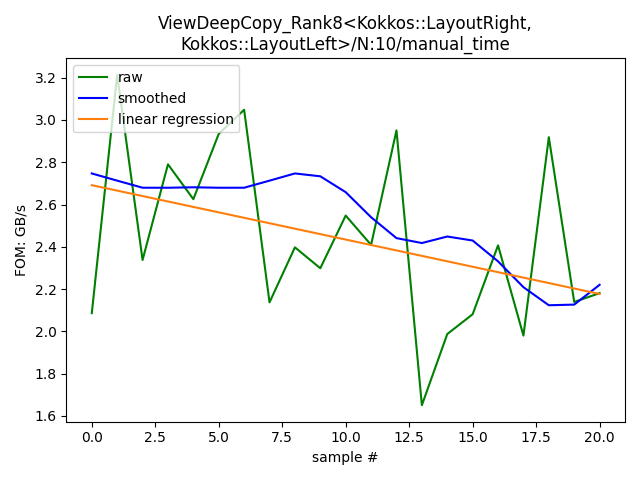 ViewDeepCopy_Rank8<Kokkos::LayoutRight,
Kokkos::LayoutLeft>/N:10/manual_time
raw
smoothed
linear regression
FOM: GB/s
3.2
3.0
2.8
2.6
2.4
2.2
2.0
1.8
1.6
0.0
2.5
5.0
7.5
10.0
12.5
15.0
17.5
20.0
sample #